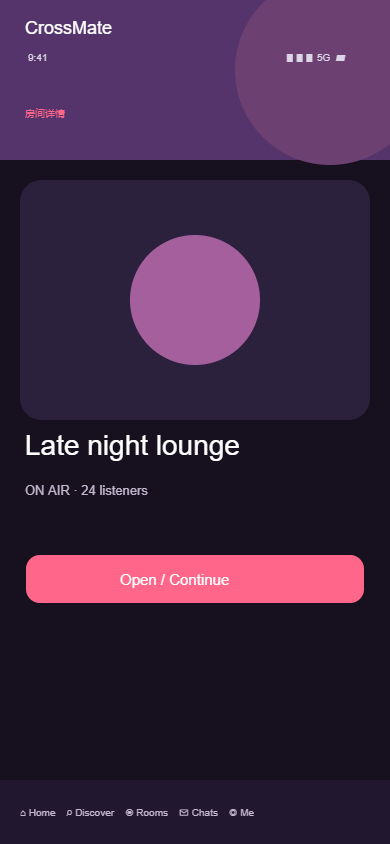 CrossMate
9:41 5G
房间详情
Late night lounge
ON AIR · 24 listeners
Open / Continue
Home Discover Rooms Chats Me